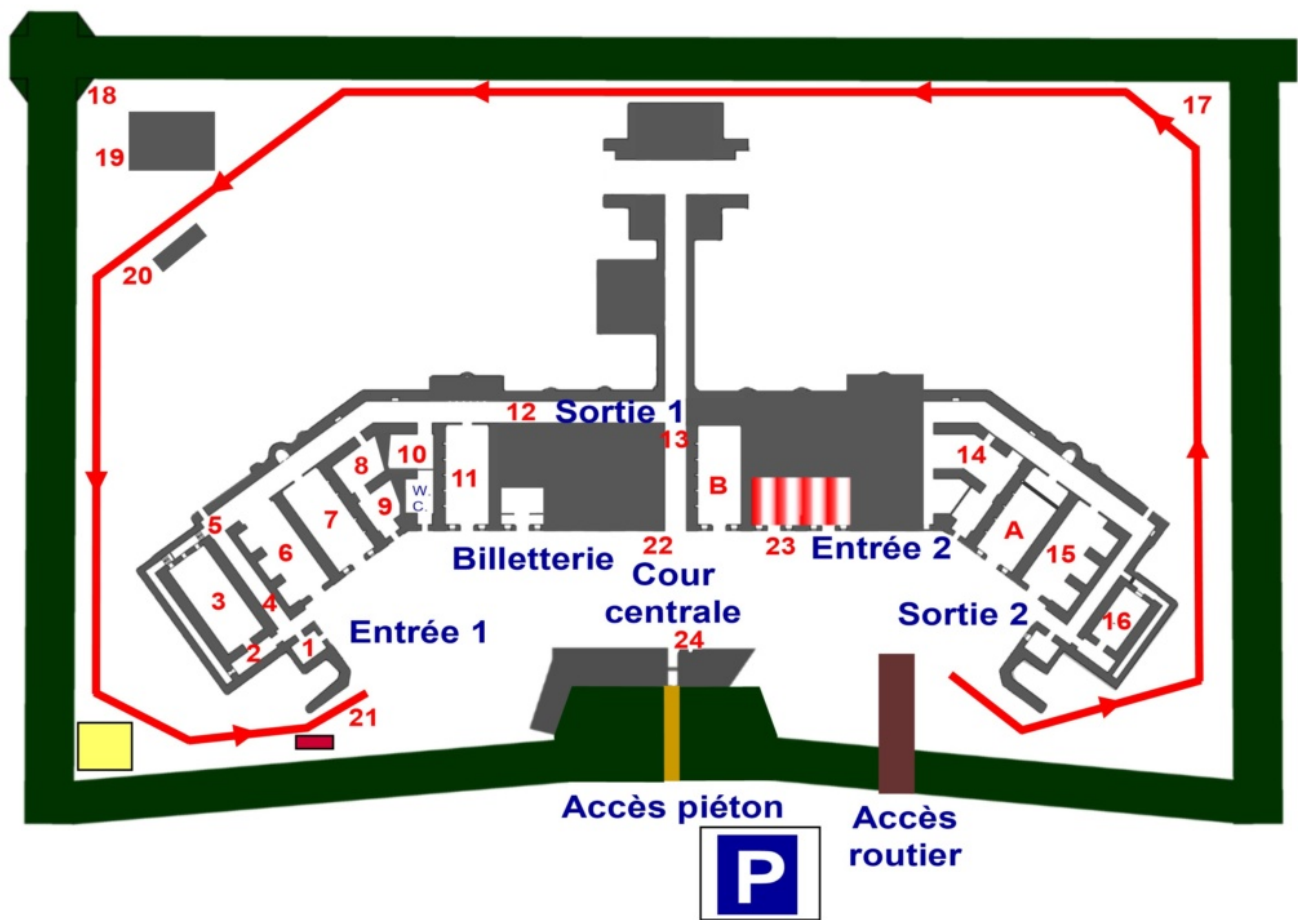 18
17
19
20
12
Sortie 1
13
10
8
11
14
B
W.
C.
9
7
5
6
A
15
22
23
Entrée 2
Billetterie
Cour
centrale
3
4
Sortie 2
16
Entrée 1
1
2
24
21
Accès piéton
Accès
routier
P